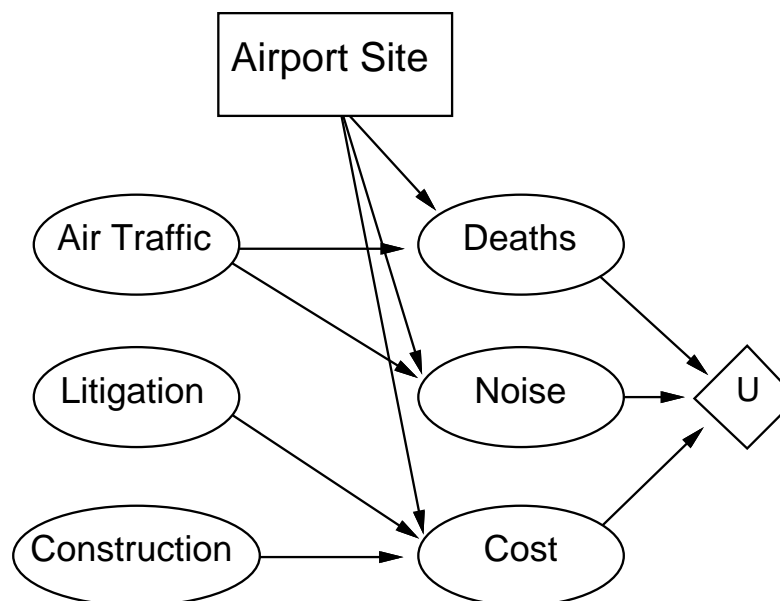 Airport Site
Air Traffic
Deaths
Litigation
Noise
U
Construction
Cost